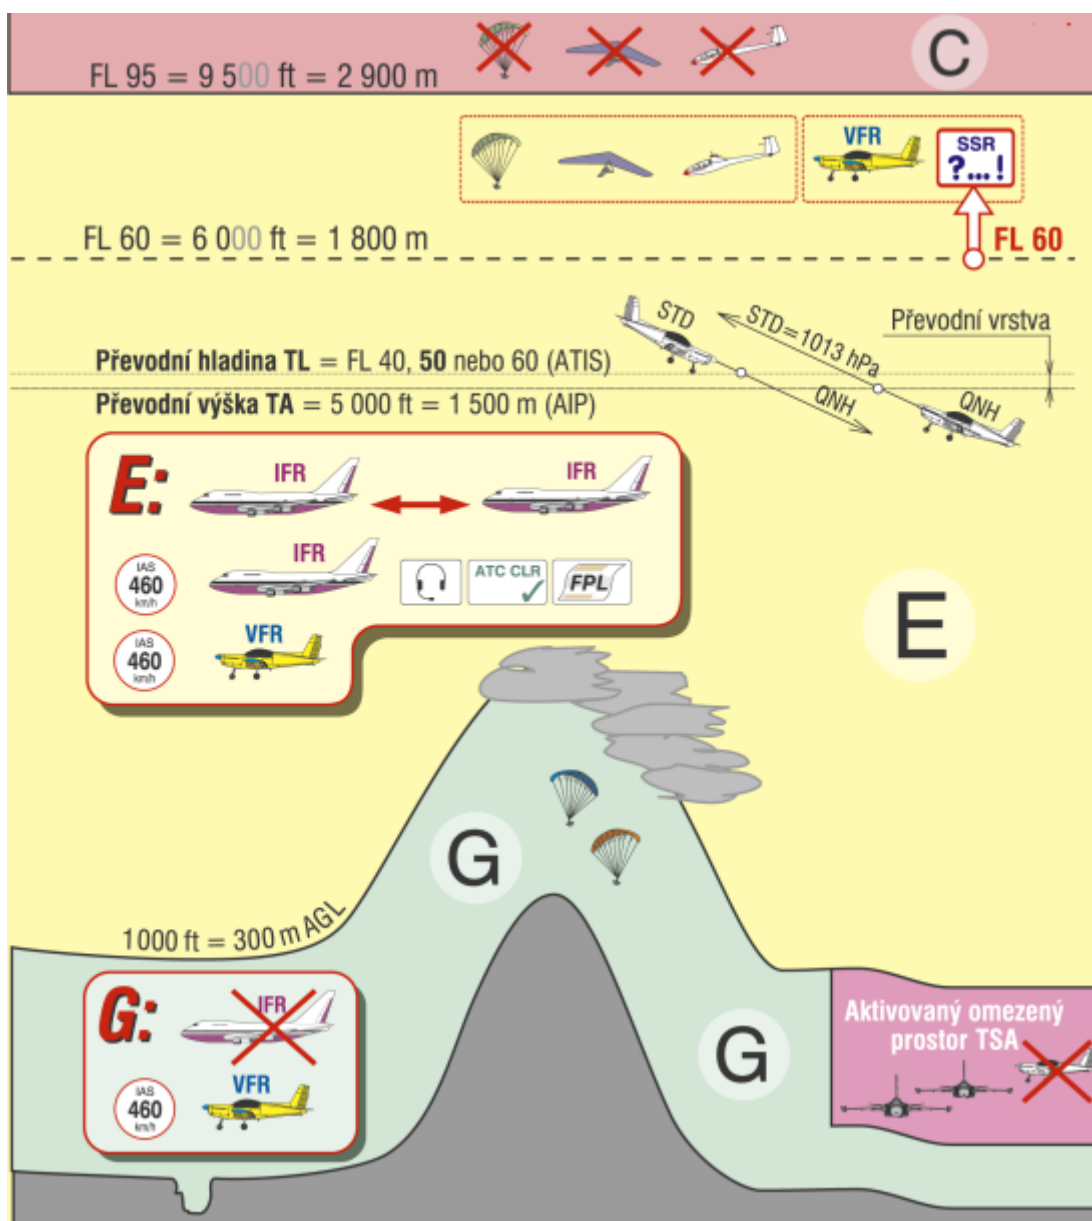 C
FL 95 = 9 500 ft = 2 900 m
VFR
SSR
?...!
FL 60 = 6 000 ft = 1 800 m
FL 60
STD
STD=1013 hPa
Převodní vrstva
Převodní hladina TL = FL 40, 50 nebo 60 (ATIS)
Převodní výška TA = 5 000 ft = 1 500 m (AIP)
QNH
QNH
E:
IFR
IFR
IFR
IAS
460
km/h
ATC CLR
FPL
VFR
IAS
460
km/h
E
G
1000 ft = 300 m AGL
G:
IFR
VFR
IAS
460
km/h
G
Aktivovaný omezený
prostor TSA